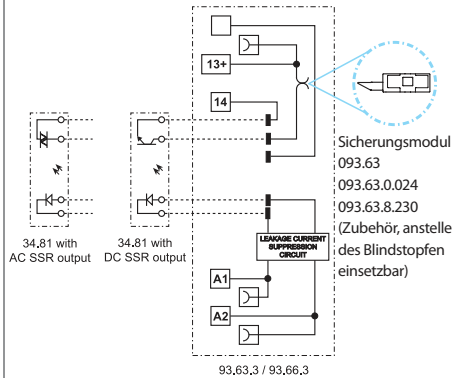 13+
14
Sicherungsmodul
093.63
093.63.0.024
093.63.8.230
(Zubehör, anstelle
des Blindstopfen
einsetzbar)
34.81 with
AC SSR output
34.81 with
DC SSR output
LEAKAGE CURRENT
SUPPRESSION
CIRCUIT
A1
A2
93.63.3 / 93.66.3